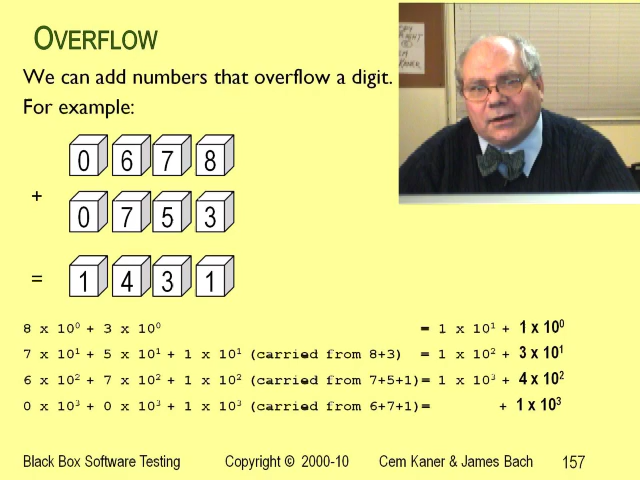 OVERFLOW
We can add numbers that overflow a digit.
For example:
0 6 7 8
+
0 7 5 3
= 1 4 3 1
8 x 10⁰ + 3 x 10⁰ = 1 x 10¹ + 1 x 10⁰
7 x 10¹ + 5 x 10¹ + 1 x 10¹ (carried from 8+3) = 1 x 10² + 3 x 10¹
6 x 10² + 7 x 10² + 1 x 10² (carried from 7+5+1)= 1 x 10³ + 4 x 10²
0 x 10³ + 0 x 10³ + 1 x 10³ (carried from 6+7+1)= + 1 x 10³
Black Box Software Testing Copyright © 2000-10 Cem Kaner & James Bach 157